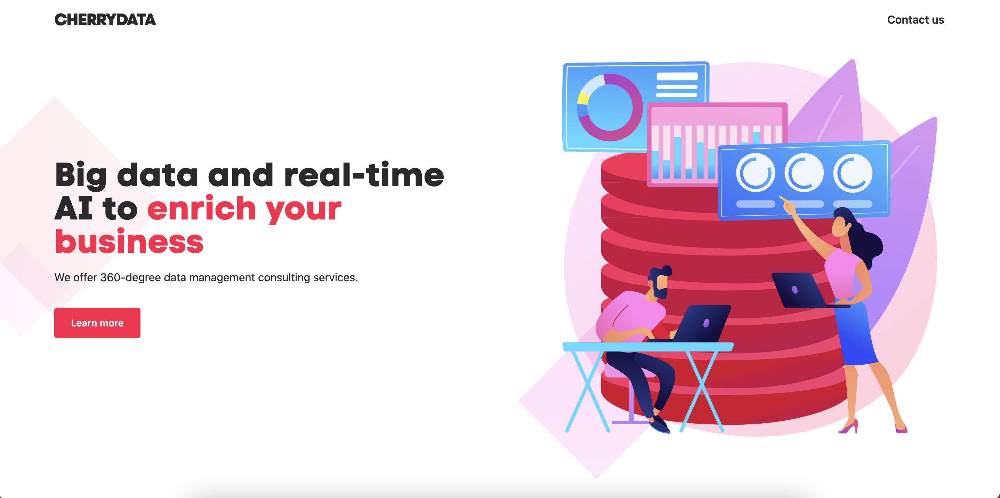 CHERRYDATA
Contact us
Big data and real-time
AI to enrich your
business
We offer 360-degree data management consulting services.
Learn more